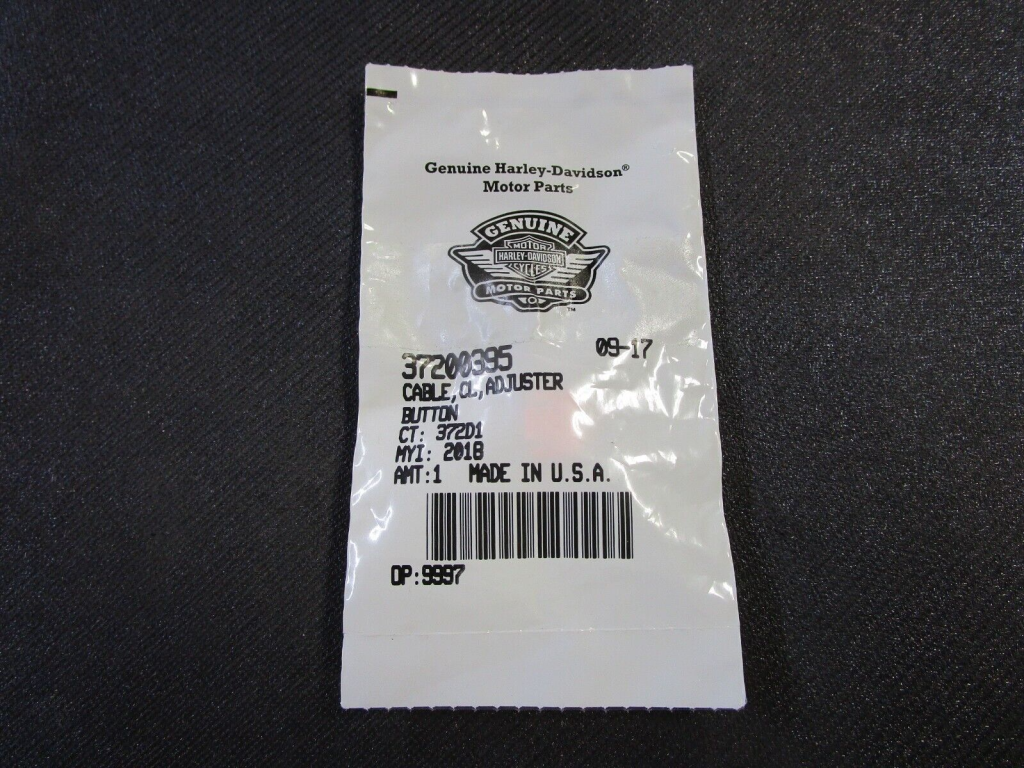 Genuine Harley-Davidson®
Motor Parts
GENUINE
MOTOR
HARLEY-DAVIDSON
CYCLES
MOTOR PARTS
™
37200395 09-17
CABLE,CL,ADJUSTER
BUTTON
CT: 372D1
MYI: 2018
AMT:1 MADE IN U.S.A.
OP:9997